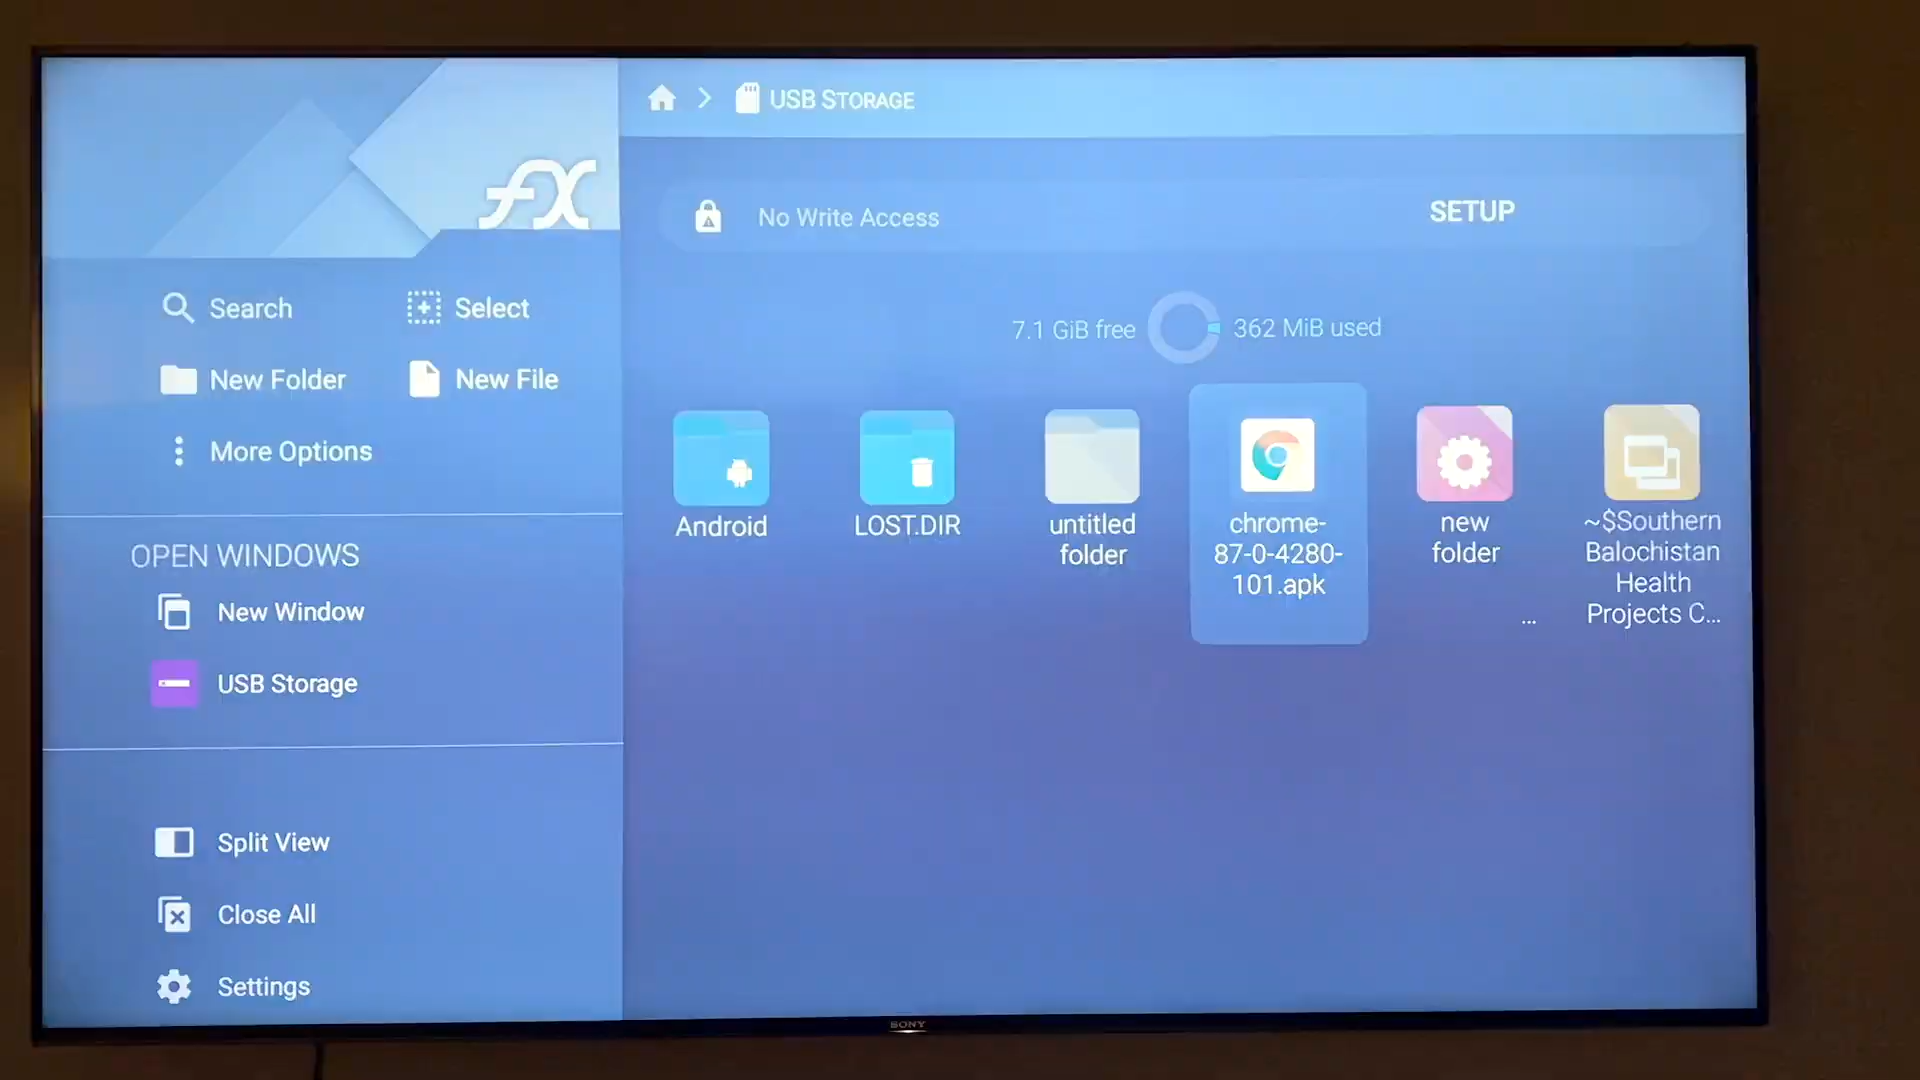 fX
Search
Select
New Folder
New File
More Options
OPEN WINDOWS
New Window
USB Storage
Split View
Close All
Settings
USB STORAGE
No Write Access
SETUP
7.1 GiB free
362 MiB used
Android
LOST.DIR
untitled
folder
chrome-
87-0-4280-
101.apk
new
folder
...
~$Southern
Balochistan
Health
Projects C...
SONY